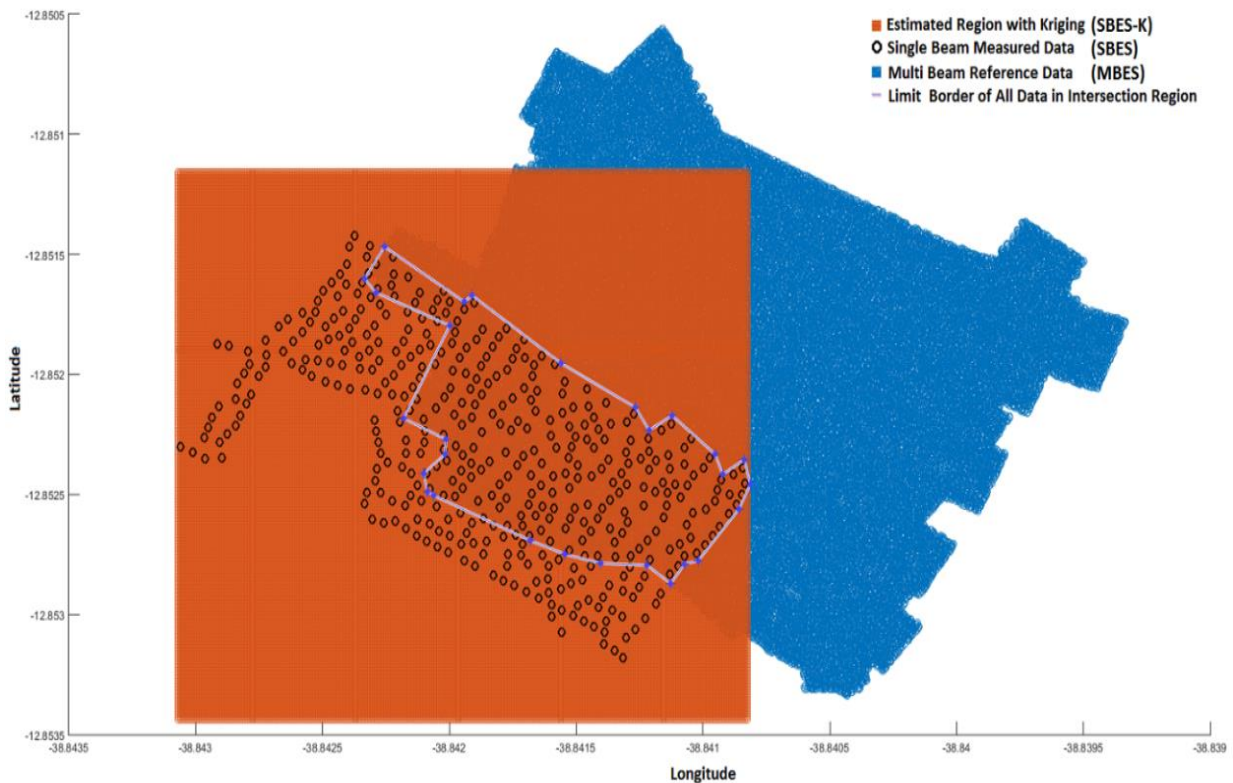 -12.8505
Estimated Region with Kriging (SBES-K)
Single Beam Measured Data (SBES)
Multi Beam Reference Data (MBES)
Limit Border of All Data in Intersection Region
-12.851
-12.8515
-12.852
Latitude
-12.8525
-12.853
-12.8535
-38.8435 -38.843 -38.8425 -38.842 -38.8415 -38.841 -38.8405 -38.84 -38.8395 -38.839
Longitude